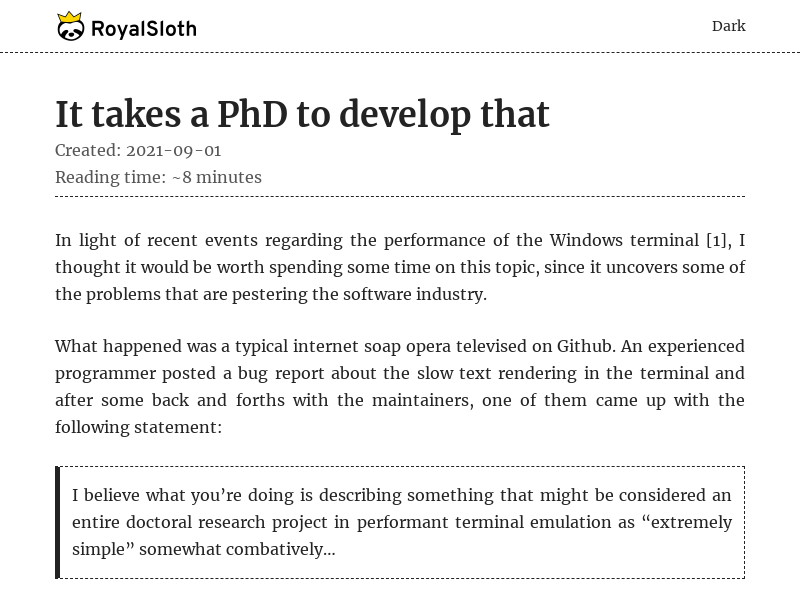 RoyalSloth
Dark
It takes a PhD to develop that
Created: 2021-09-01
Reading time: ~8 minutes
In light of recent events regarding the performance of the Windows terminal [1], I
thought it would be worth spending some time on this topic, since it uncovers some of
the problems that are pestering the software industry.
What happened was a typical internet soap opera televised on Github. An experienced
programmer posted a bug report about the slow text rendering in the terminal and
after some back and forths with the maintainers, one of them came up with the
following statement:
I believe what you’re doing is describing something that might be considered an
entire doctoral research project in performant terminal emulation as “extremely
simple” somewhat combatively…